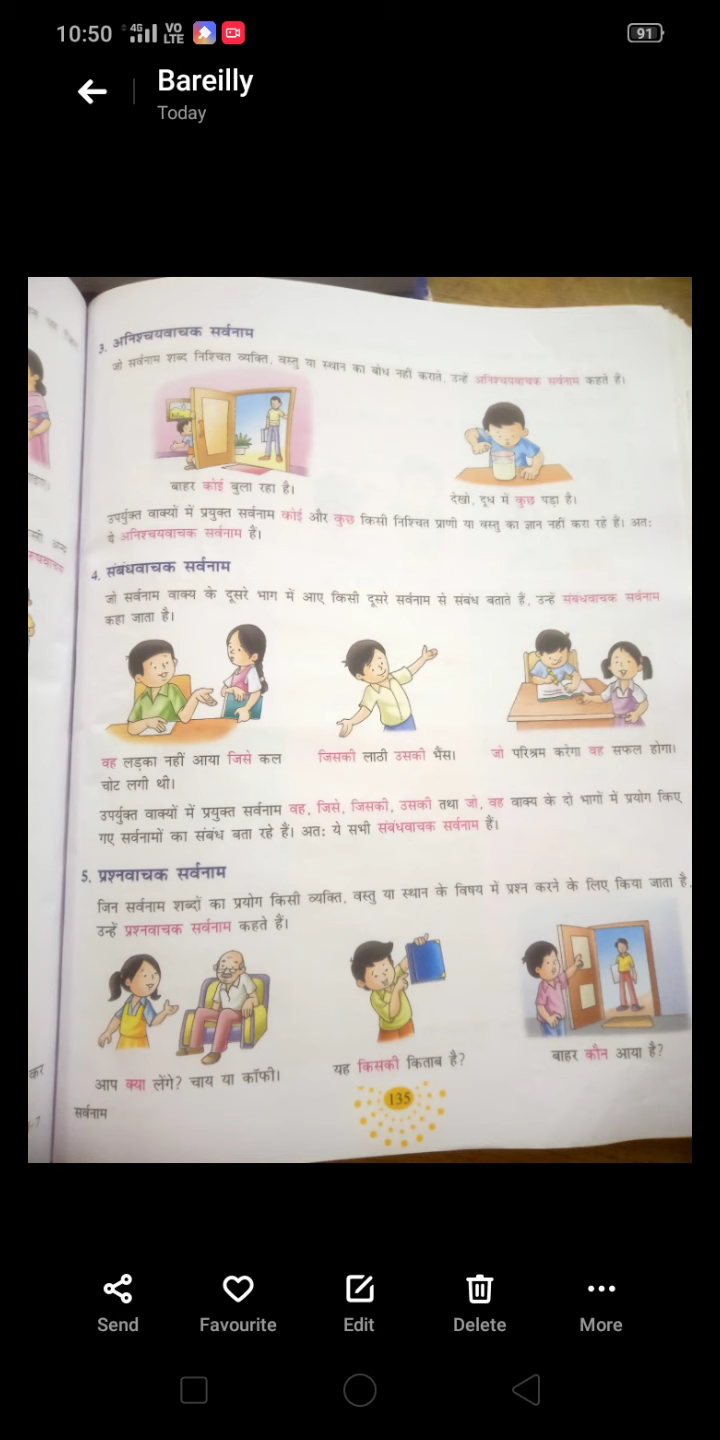 10:50
4G
VO
LTE
91
Bareilly
Today
3. अनिश्चयवाचक सर्वनाम
जो सर्वनाम शब्द निश्चित व्यक्ति, वस्तु या स्थान का बोध नहीं कराते, उन्हें अनिश्चयवाचक सर्वनाम कहते हैं।
बाहर कोई बुला रहा है।
देखो, दूध में कुछ पड़ा है।
उपर्युक्त वाक्यों में प्रयुक्त सर्वनाम कोई और कुछ किसी निश्चित प्राणी या वस्तु का ज्ञान नहीं करा रहे हैं। अतः
ये अनिश्चयवाचक सर्वनाम हैं।
4. संबंधवाचक सर्वनाम
जो सर्वनाम वाक्य के दूसरे भाग में आए किसी दूसरे सर्वनाम से संबंध बताते हैं, उन्हें संबंधवाचक सर्वनाम
कहा जाता है।
वह लड़का नहीं आया जिसे कल
चोट लगी थी।
जिसकी लाठी उसकी भैंस।
जो परिश्रम करेगा वह सफल होगा।
उपर्युक्त वाक्यों में प्रयुक्त सर्वनाम वह, जिसे, जिसकी, उसकी तथा जो, वह वाक्य के दो भागों में प्रयोग किए
गए सर्वनामों का संबंध बता रहे हैं। अतः ये सभी संबंधवाचक सर्वनाम हैं।
5. प्रश्नवाचक सर्वनाम
जिन सर्वनाम शब्दों का प्रयोग किसी व्यक्ति, वस्तु या स्थान के विषय में प्रश्न करने के लिए किया जाता है,
उन्हें प्रश्नवाचक सर्वनाम कहते हैं।
आप क्या लेंगे? चाय या कॉफी।
यह किसकी किताब है?
बाहर कौन आया है?
135
सर्वनाम
Send
Favourite
Edit
Delete
More